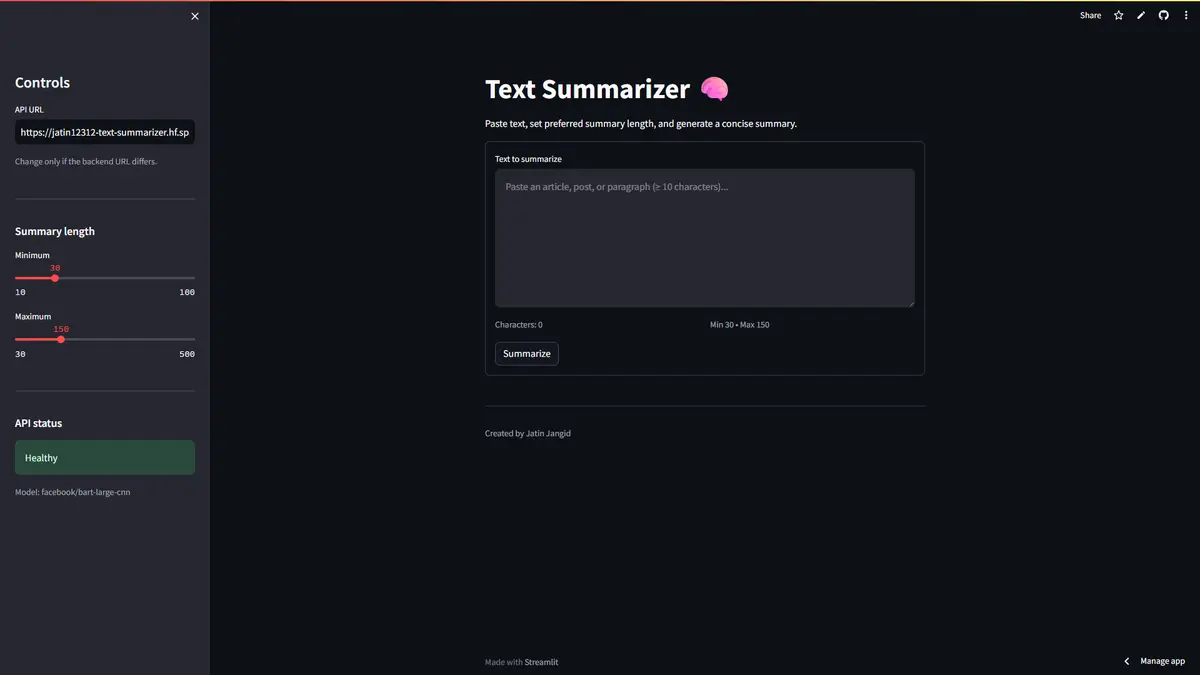 Share
Controls
API URL
https://jatin12312-text-summarizer.hf.sp
Change only if the backend URL differs.
Summary length
Minimum
30
10 100
Maximum
150
30 500
API status
Healthy
Model: facebook/bart-large-cnn
Text Summarizer
Paste text, set preferred summary length, and generate a concise summary.
Text to summarize
Paste an article, post, or paragraph (≥ 10 characters)...
Characters: 0 Min 30 • Max 150
Summarize
Created by Jatin Jangid
Made with Streamlit
Manage app